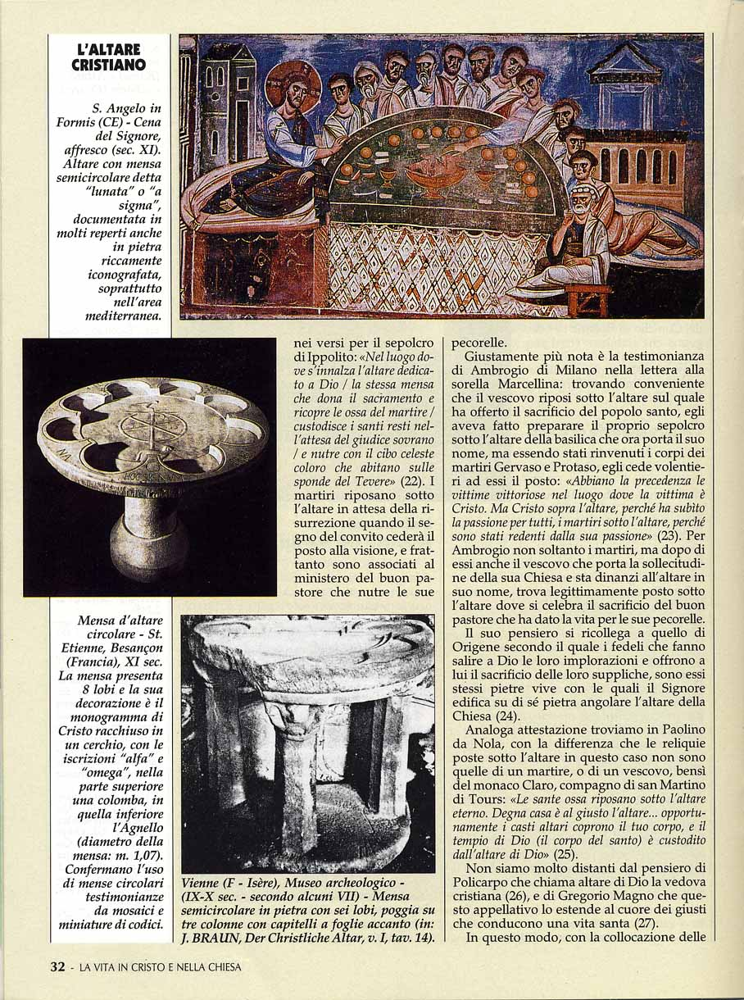 L'ALTARE
CRISTIANO
S. Angelo in
Formis (CE) - Cena
del Signore,
affresco (sec. XI).
Altare con mensa
semicircolare detta
"lunata" o "a
sigma",
documentata in
molti reperti anche
in pietra
riccamente
iconografata,
soprattutto
nell'area
mediterranea.
HOC SIGNVM
Mensa d'altare
circolare - St.
Etienne, Besançon
(Francia), XI sec.
La mensa presenta
8 lobi e la sua
decorazione è il
monogramma di
Cristo racchiuso in
un cerchio, con le
iscrizioni "alfa" e
"omega", nella
parte superiore
una colomba, in
quella inferiore
l'Agnello
(diametro della
mensa: m. 1,07).
Confermano l'uso
di mense circolari
testimonianze
da mosaici e
miniature di codici.
nei versi per il sepolcro
di Ippolito: «Nel luogo do-
ve s'innalza l'altare dedica-
to a Dio / la stessa mensa
che dona il sacramento e
ricopre le ossa del martire /
custodisce i santi resti nel-
l'attesa del giudice sovrano
/ e nutre con il cibo celeste
coloro che abitano sulle
sponde del Tevere» (22). I
martiri riposano sotto
l'altare in attesa della ri-
surrezione quando il se-
gno del convito cederà il
posto alla visione, e frat-
tanto sono associati al
ministero del buon pa-
store che nutre le sue
Vienne (F - Isère), Museo archeologico -
(IX-X sec. - secondo alcuni VII) - Mensa
semicircolare in pietra con sei lobi, poggia su
tre colonne con capitelli a foglie accanto (in:
J. BRAUN, Der Christliche Altar, v. I, tav. 14).
pecorelle.
Giustamente più nota è la testimonianza
di Ambrogio di Milano nella lettera alla
sorella Marcellina: trovando conveniente
che il vescovo riposi sotto l'altare sul quale
ha offerto il sacrificio del popolo santo, egli
aveva fatto preparare il proprio sepolcro
sotto l'altare della basilica che ora porta il suo
nome, ma essendo stati rinvenuti i corpi dei
martiri Gervaso e Protaso, egli cede volentie-
ri ad essi il posto: «Abbiano la precedenza le
vittime vittoriose nel luogo dove la vittima è
Cristo. Ma Cristo sopra l'altare, perché ha subìto
la passione per tutti, i martiri sotto l'altare, perché
sono stati redenti dalla sua passione» (23). Per
Ambrogio non soltanto i martiri, ma dopo di
essi anche il vescovo che porta la sollecitudi-
ne della sua Chiesa e sta dinanzi all'altare in
suo nome, trova legittimamente posto sotto
l'altare dove si celebra il sacrificio del buon
pastore che ha dato la vita per le sue pecorelle.
Il suo pensiero si ricollega a quello di
Origene secondo il quale i fedeli che fanno
salire a Dio le loro implorazioni e offrono a
lui il sacrificio delle loro suppliche, sono essi
stessi pietre vive con le quali il Signore
edifica su di sé pietra angolare l'altare della
Chiesa (24).
Analoga attestazione troviamo in Paolino
da Nola, con la differenza che le reliquie
poste sotto l'altare in questo caso non sono
quelle di un martire, o di un vescovo, bensì
del monaco Claro, compagno di san Martino
di Tours: «Le sante ossa riposano sotto l'altare
eterno. Degna casa è al giusto l'altare... opportu-
namente i casti altari coprono il tuo corpo, e il
tempio di Dio (il corpo del santo) è custodito
dall'altare di Dio» (25).
Non siamo molto distanti dal pensiero di
Policarpo che chiama altare di Dio la vedova
cristiana (26), e di Gregorio Magno che que-
sto appellativo lo estende al cuore dei giusti
che conducono una vita santa (27).
In questo modo, con la collocazione delle
32 - LA VITA IN CRISTO E NELLA CHIESA